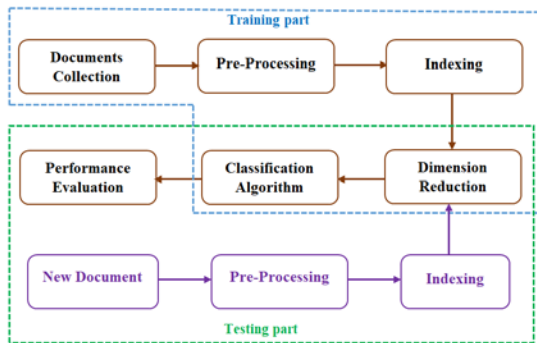 Training part
Documents
Collection
Pre-Processing
Indexing
Performance
Evaluation
Classification
Algorithm
Dimension
Reduction
New Document
Pre-Processing
Indexing
Testing part